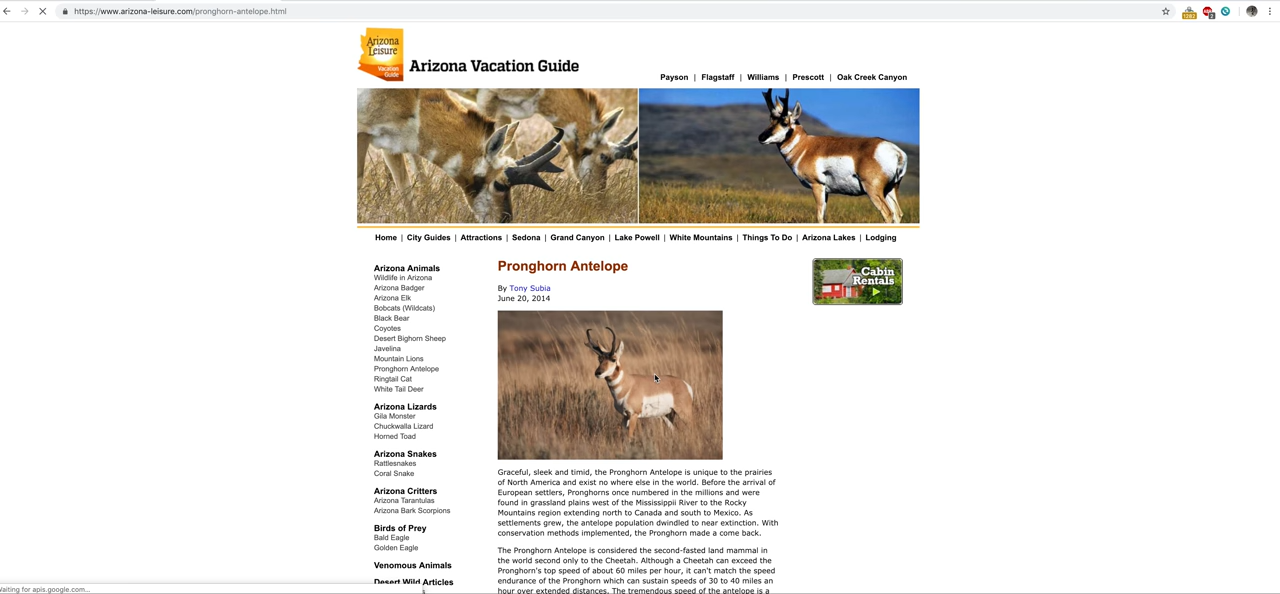 https://www.arizona-leisure.com/pronghorn-antelope.html
Arizona
Leisure
Vacation
Guide
Arizona Vacation Guide
Payson | Flagstaff | Williams | Prescott | Oak Creek Canyon
Home | City Guides | Attractions | Sedona | Grand Canyon | Lake Powell | White Mountains | Things To Do | Arizona Lakes | Lodging
Arizona Animals
Wildlife in Arizona
Arizona Badger
Arizona Elk
Bobcats (Wildcats)
Black Bear
Coyotes
Desert Bighorn Sheep
Javelina
Mountain Lions
Pronghorn Antelope
Ringtail Cat
White Tail Deer
Arizona Lizards
Gila Monster
Chuckwalla Lizard
Horned Toad
Arizona Snakes
Rattlesnakes
Coral Snake
Arizona Critters
Arizona Tarantulas
Arizona Bark Scorpions
Birds of Prey
Bald Eagle
Golden Eagle
Venomous Animals
Desert Wild Articles
Pronghorn Antelope
By Tony Subia
June 20, 2014
Graceful, sleek and timid, the Pronghorn Antelope is unique to the prairies
of North America and exist no where else in the world. Before the arrival of
European settlers, Pronghorns once numbered in the millions and were
found in grassland plains west of the Mississippi River to the Rocky
Mountains region extending north to Canada and south to Mexico. As
settlements grew, the antelope population dwindled to near extinction. With
conservation methods implemented, the Pronghorn made a come back.
The Pronghorn Antelope is considered the second-fasted land mammal in
the world second only to the Cheetah. Although a Cheetah can exceed the
Pronghorn's top speed of about 60 miles per hour, it can't match the speed
endurance of the Pronghorn which can sustain speeds of 30 to 40 miles an
hour over extended distances. The tremendous speed of the antelope is a
Cabin
Rentals
Waiting for apis.google.com...